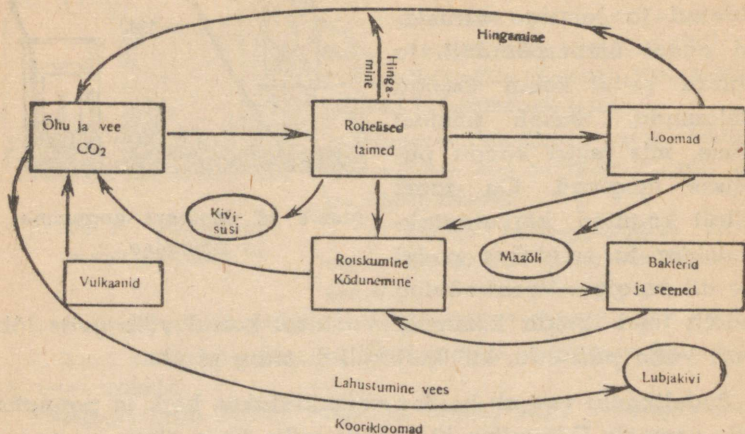 Hingamine
Hinga-
mine
Õhu ja vee
CO₂
Rohelised
taimed
Loomad
Kivi-
süsi
Roiskumine
Kõdunemine
Maaõli
Bakterid
ja seened
Vulkaanid
Lahustumine vees
Lubjakivi
Koorikloomad